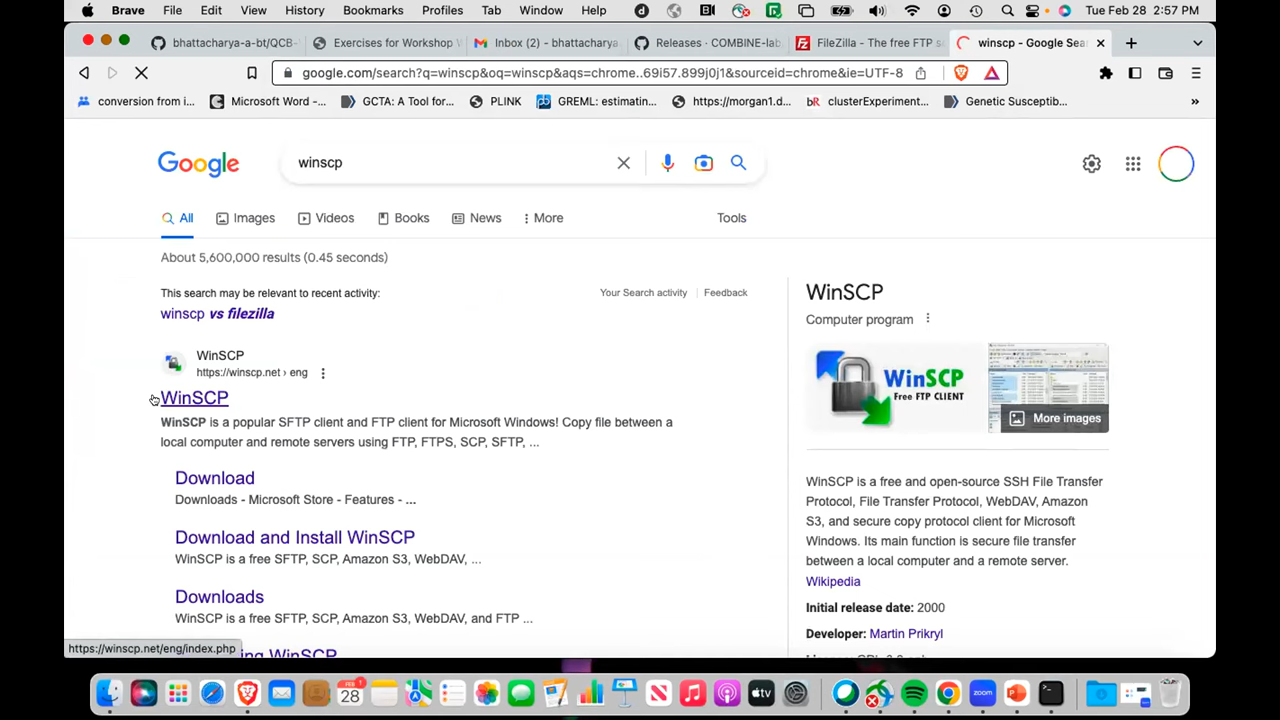 Brave File Edit View History Bookmarks Profiles Tab Window Help Tue Feb 28 2:57 PM
bhattacharya-a-bt/QCB- Exercises for Workshop Inbox (2) - bhattacharya Releases · COMBINE-lab FileZilla - The free FTP winscp - Google Sea
google.com/search?q=winscp&oq=winscp&aqs=chrome..69i57.899j0j1&sourceid=chrome&ie=UTF-8
conversion from i... Microsoft Word -... GCTA: A Tool for... PLINK GREML: estimatin... https://morgan1.d... clusterExperiment... Genetic Susceptib...
Google
winscp
All Images Videos Books News More Tools
About 5,600,000 results (0.45 seconds)
This search may be relevant to recent activity: Your Search activity Feedback
winscp vs filezilla
WinSCP
https://winscp.net › eng
WinSCP
WinSCP is a popular SFTP client and FTP client for Microsoft Windows! Copy file between a
local computer and remote servers using FTP, FTPS, SCP, SFTP, ...
Download
Downloads - Microsoft Store - Features - ...
Download and Install WinSCP
WinSCP is a free SFTP, SCP, Amazon S3, WebDAV, ...
Downloads
WinSCP is a free SFTP, SCP, Amazon S3, WebDAV, and FTP ...
WinSCP
https://winscp.net/eng/index.php
WinSCP
Computer program
WinSCP
Free FTP CLIENT
More images
WinSCP is a free and open-source SSH File Transfer
Protocol, File Transfer Protocol, WebDAV, Amazon
S3, and secure copy protocol client for Microsoft
Windows. Its main function is secure file transfer
between a local computer and a remote server.
Wikipedia
Initial release date: 2000
Developer: Martin Prikryl
FEB 28
zoom